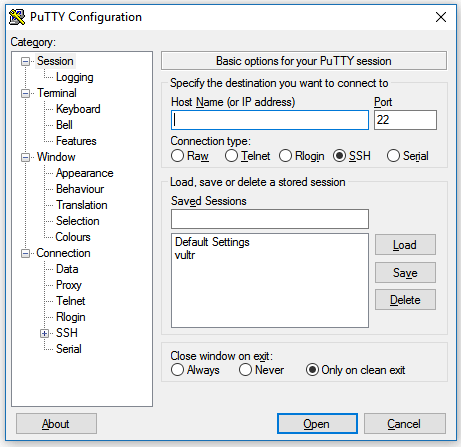 PuTTY Configuration
Category:
Session
Logging
Terminal
Keyboard
Bell
Features
Window
Appearance
Behaviour
Translation
Selection
Colours
Connection
Data
Proxy
Telnet
Rlogin
SSH
Serial
Basic options for your PuTTY session
Specify the destination you want to connect to
Host Name (or IP address) Port
22
Connection type:
Raw Telnet Rlogin SSH Serial
Load, save or delete a stored session
Saved Sessions
Default Settings
vultr
Load
Save
Delete
Close window on exit:
Always Never Only on clean exit
About Open Cancel